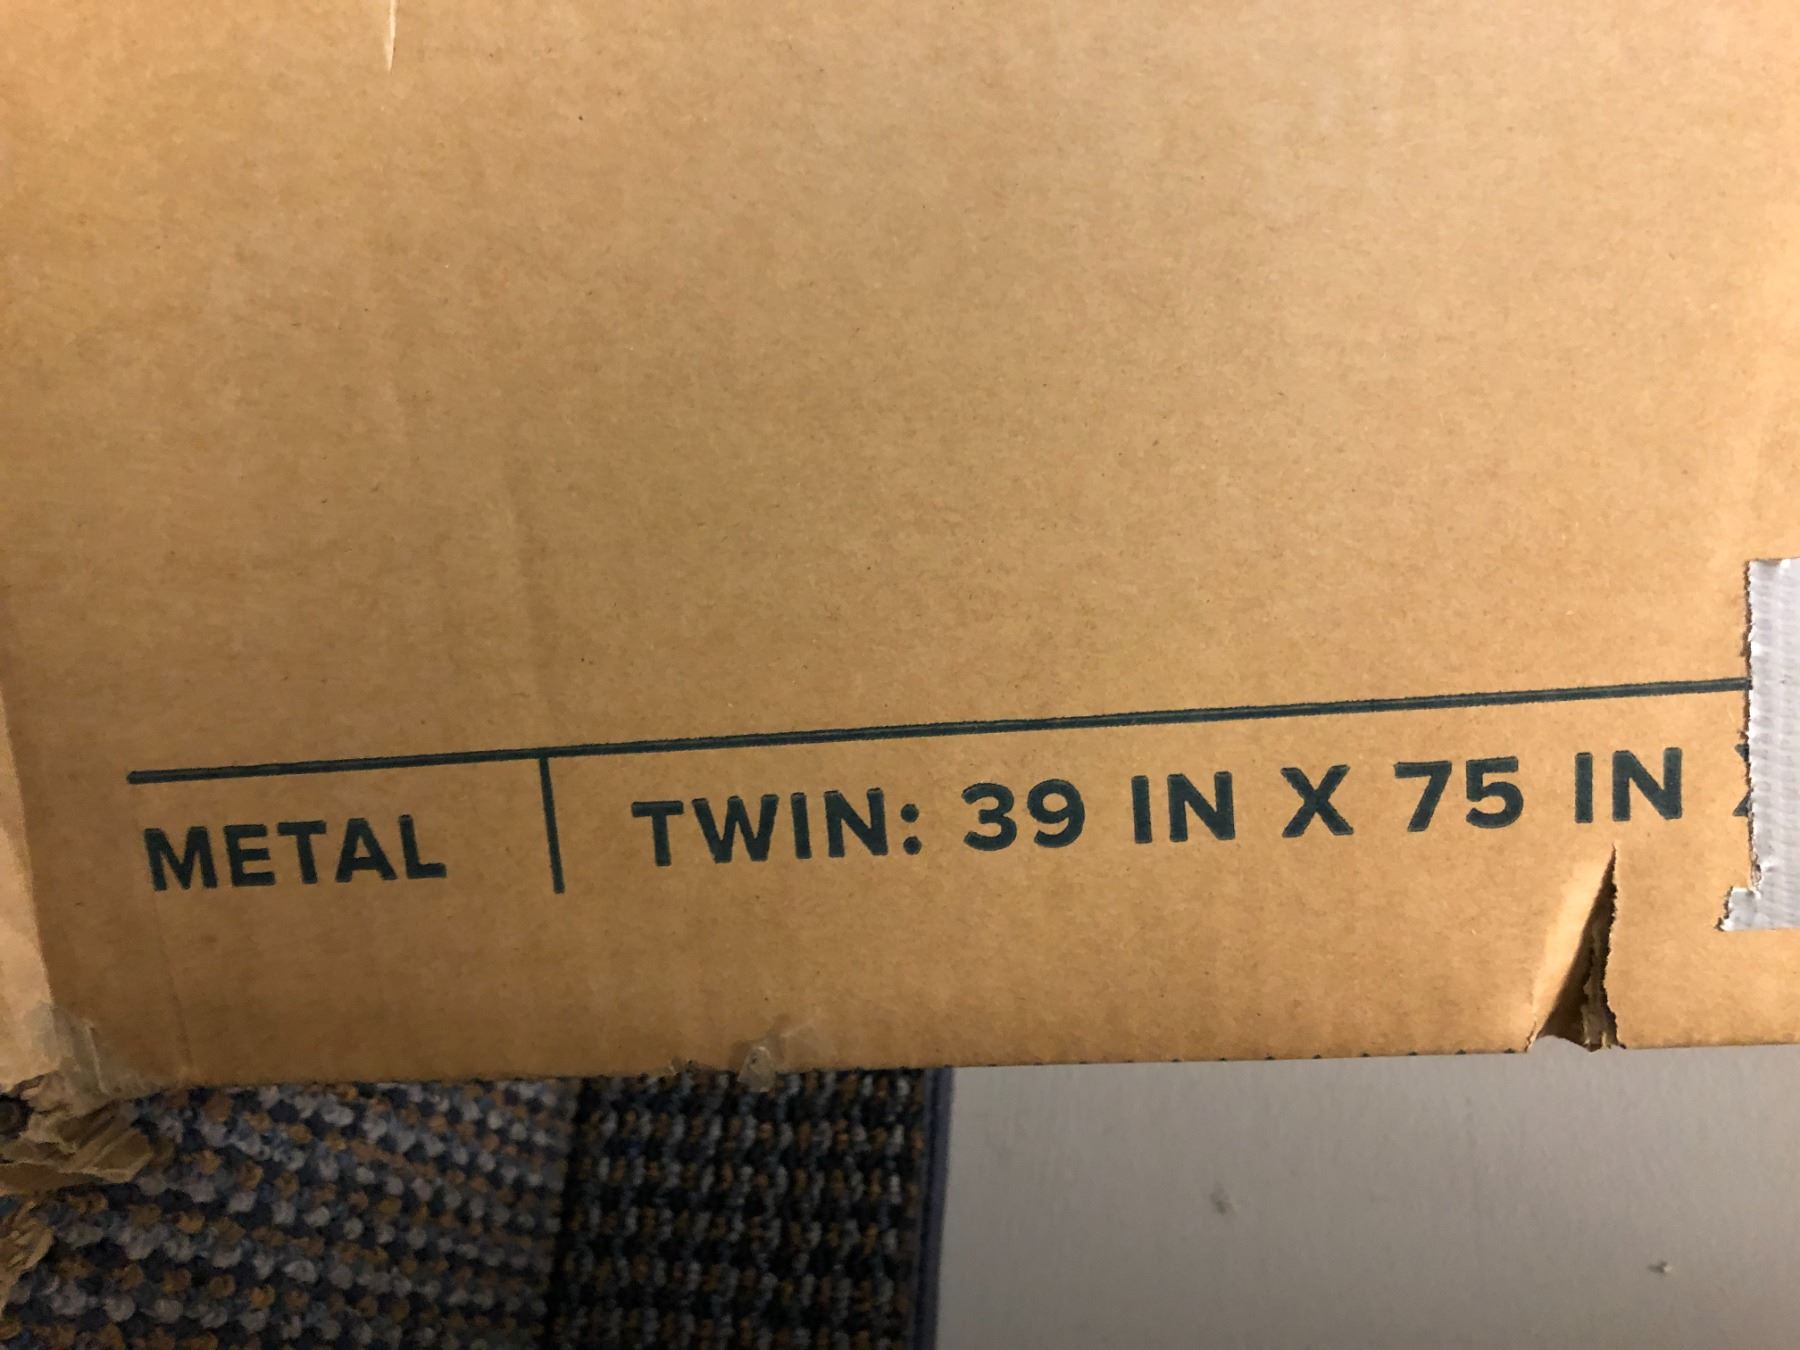 METAL TWIN: 39 IN X 75 IN